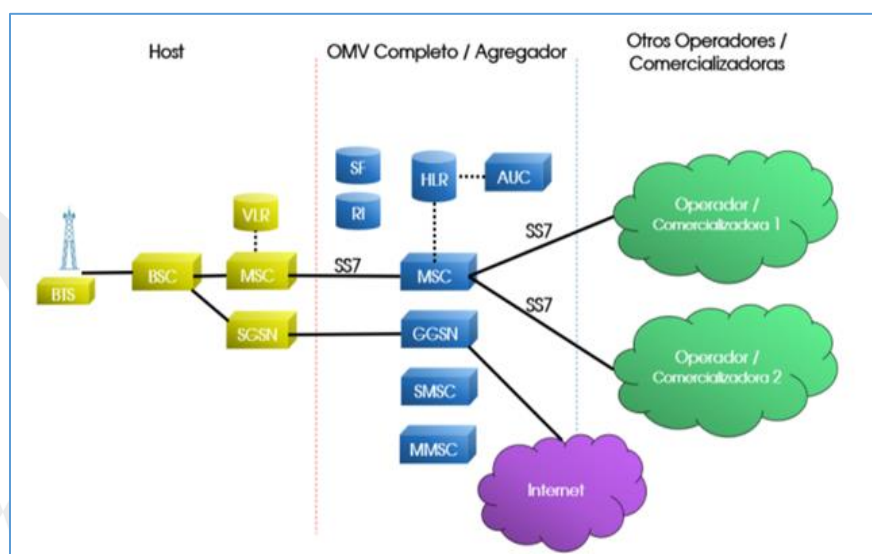 Host
OMV Completo / Agregador
Otros Operadores /
Comercializadoras
SF
HLR
AUC
VLR
RI
Operador /
Comercializadora 1
SS7
BTS
BSC
MSC
SS7
MSC
SS7
SGSN
GGSN
Operador /
Comercializadora 2
SMSC
MMSC
Internet